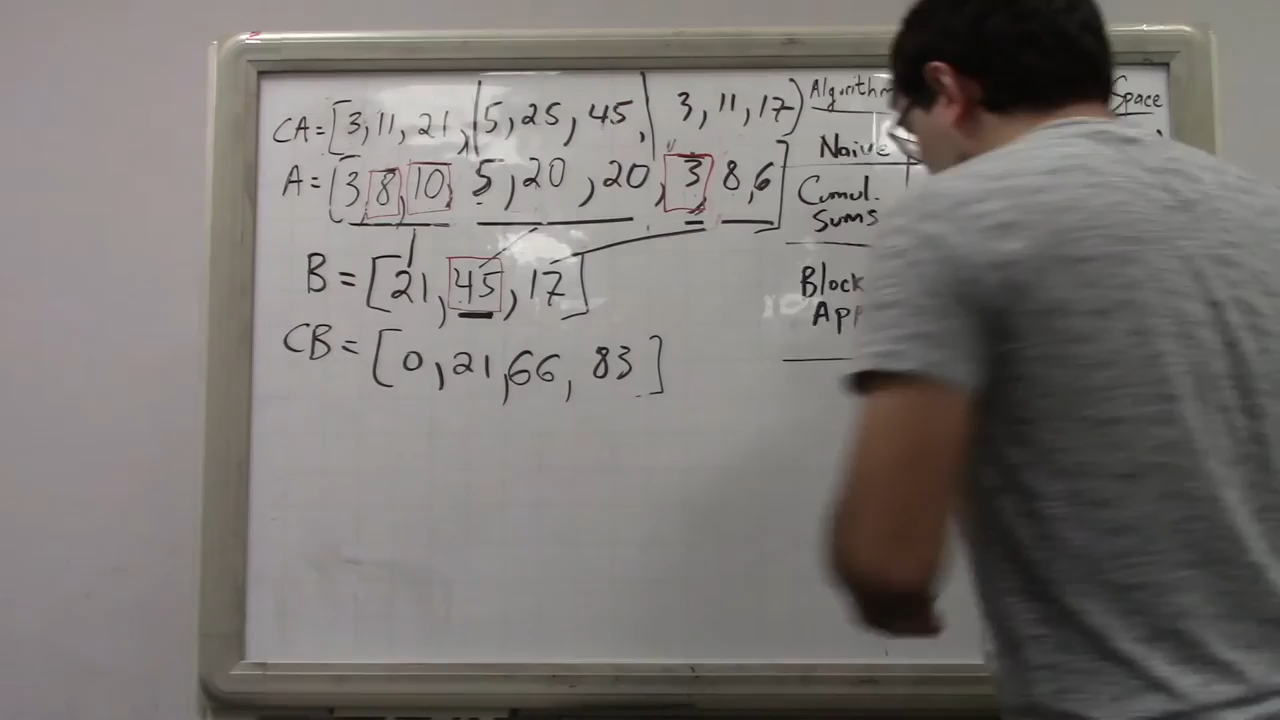 CA = [3, 11, 21, | 5, 25, 45, | 3, 11, 17]
A = [3, 8, 10, 5, 20, 20, 3 8, 6]
B = [21, 45, 17]
CB = [0, 21, 66, 83]
Algorithm Space
Naive
Cumul.
Sums
Block